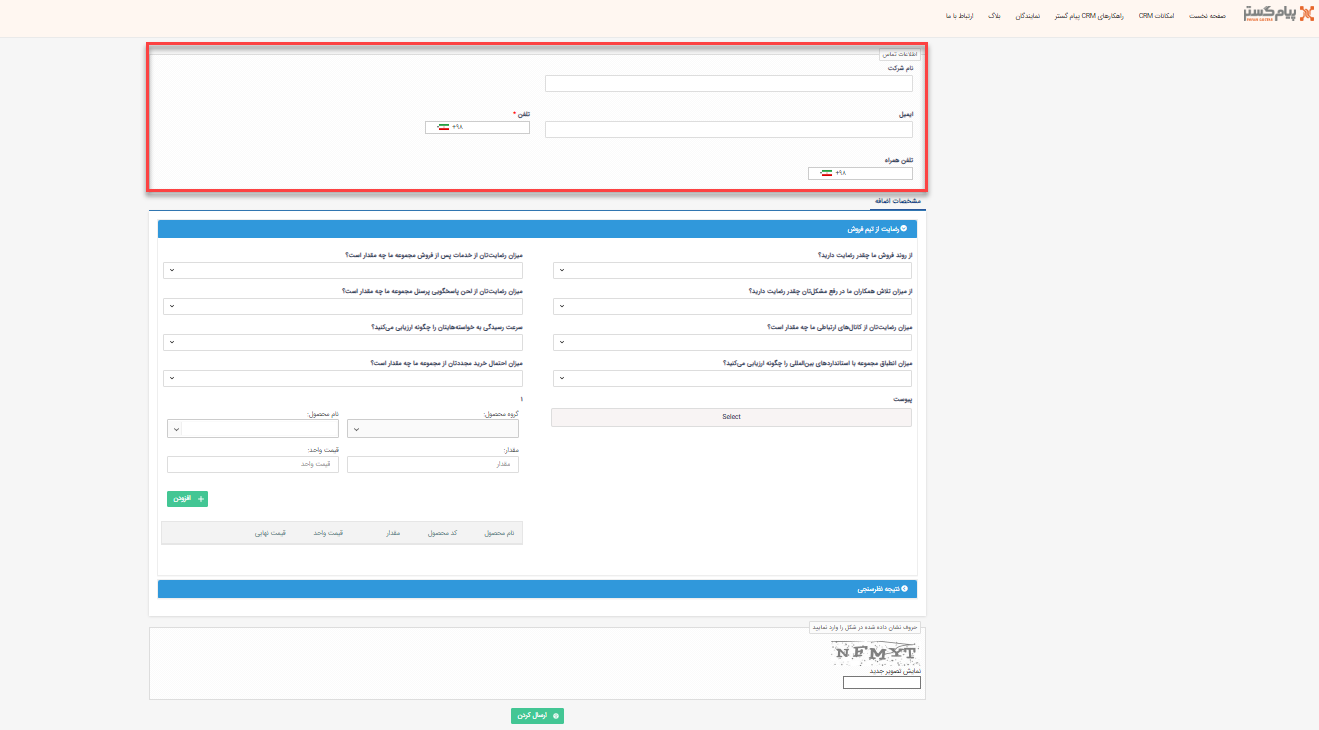 پیام گستر
PAYAM GOSTAR
صفحه نخست
امکانات CRM
راهکارهای CRM پیام گستر
نمایندگان
بلاگ
ارتباط با ما
اطلاعات تماس
نام شرکت
ایمیل
تلفن *
+۹۸
تلفن همراه
+۹۸
مشخصات اضافه
رضایت از تیم فروش
از روند فروش ما چقدر رضایت دارید؟
میزان رضایت‌تان از خدمات پس از فروش مجموعه ما چه مقدار است؟
از میزان تلاش همکاران ما در رفع مشکل‌تان چقدر رضایت دارید؟
میزان رضایت‌تان از لحن پاسخگویی پرسنل مجموعه ما چه مقدار است؟
میزان رضایت‌تان از کانال‌های ارتباطی ما چه مقدار است؟
سرعت رسیدگی به خواسته‌هایتان را چگونه ارزیابی می‌کنید؟
میزان انطباق مجموعه با استانداردهای بین‌المللی را چگونه ارزیابی می‌کنید؟
میزان احتمال خرید مجددتان از مجموعه ما چه مقدار است؟
پیوست
Select
۱
گروه محصول:
نام محصول:
مقدار:
قیمت واحد:
مقدار
قیمت واحد
+ افزودن
نام محصول
کد محصول
مقدار
قیمت واحد
قیمت نهایی
نتیجه نظرسنجی
حروف نشان داده شده در شکل را وارد نمایید
NFMYT
نمایش تصویر جدید
ارسال کردن